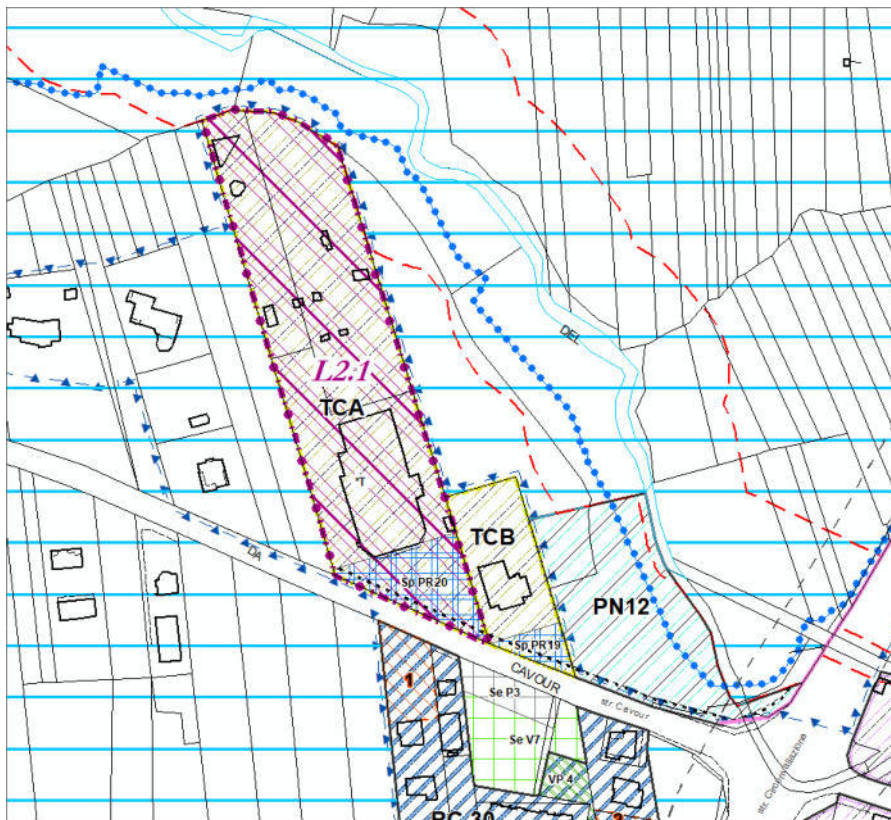 DEL
L2.1
TCA
"T
TCB
DA
Sp PR20
PN12
Sp PR19
CAVOUR
1
Se P3
str. Cavour
Se V7
str. Circonvallazione
VP 4